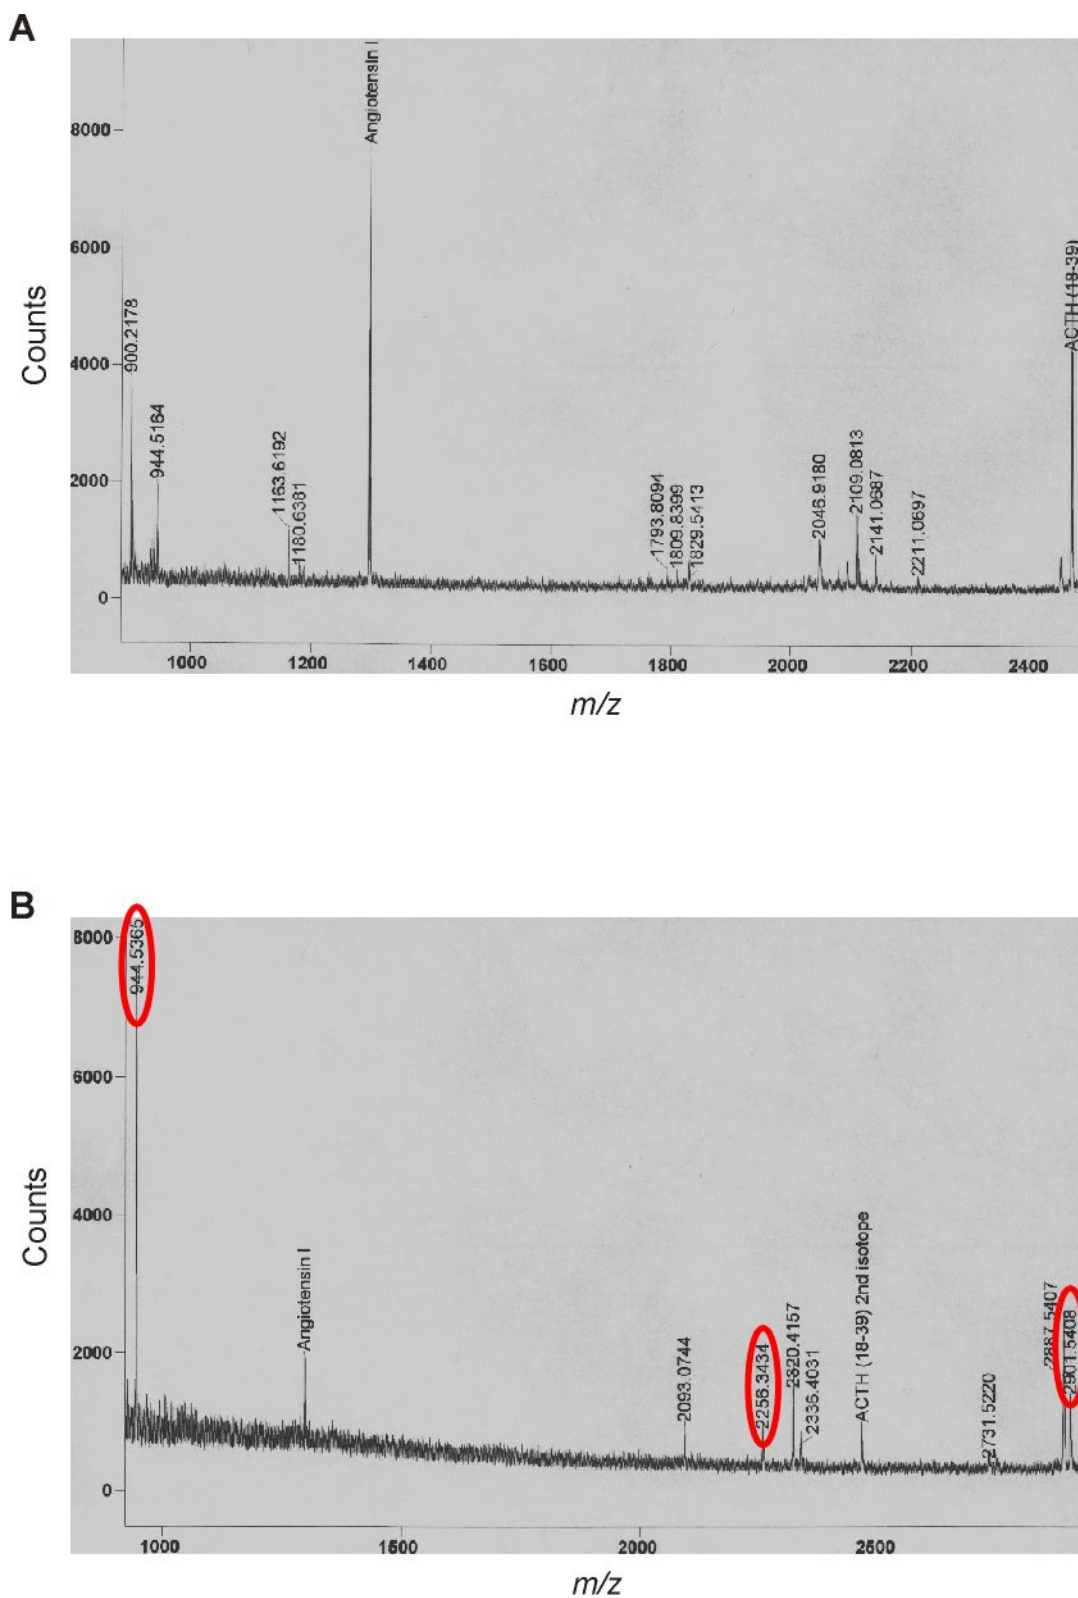 A
8000
6000
4000
2000
0
Counts
900.2178
944.5164
1163.6192
1180.6381
Angiotensin I
1793.8094
1809.8399
1829.5413
2046.9180
2109.0813
2141.0687
2211.0697
ACTH (18-39)
1000 1200 1400 1600 1800 2000 2200 2400
m/z
B
8000
6000
4000
2000
0
Counts
944.5365
Angiotensin I
2093.0744
2256.3434
2320.4157
2336.4031
ACTH (18-39) 2nd isotope
2731.5220
2887.5407
2901.5408
1000 1500 2000 2500
m/z